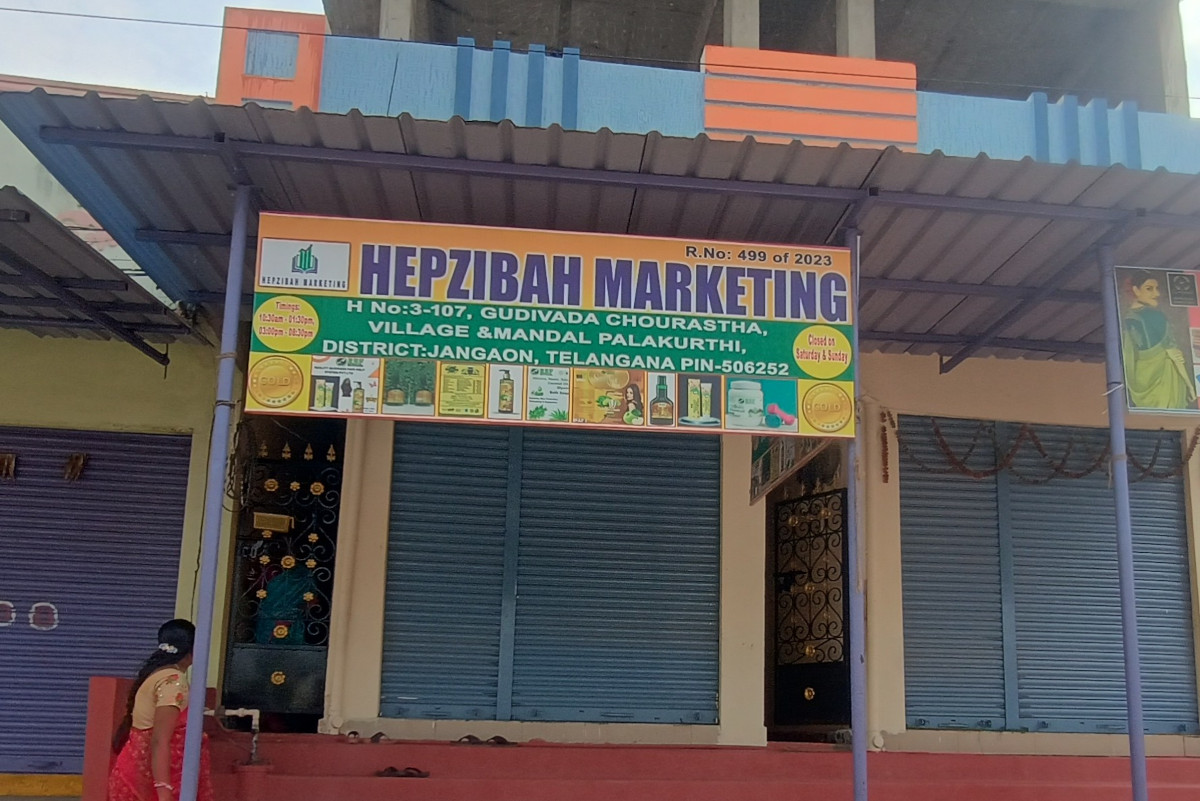 R.No: 499 of 2023
HEPZIBAH MARKETING
HEPZIBAH MARKETING
H No:3-107, GUDIVADA CHOURASTHA,
VILLAGE &MANDAL PALAKURTHI,
DISTRICT:JANGAON, TELANGANA PIN-506252
Timings:
10:30am - 01:30pm,
03:00pm - 08:30pm
Closed on
Saturday & Sunday
GOLD
GOLD